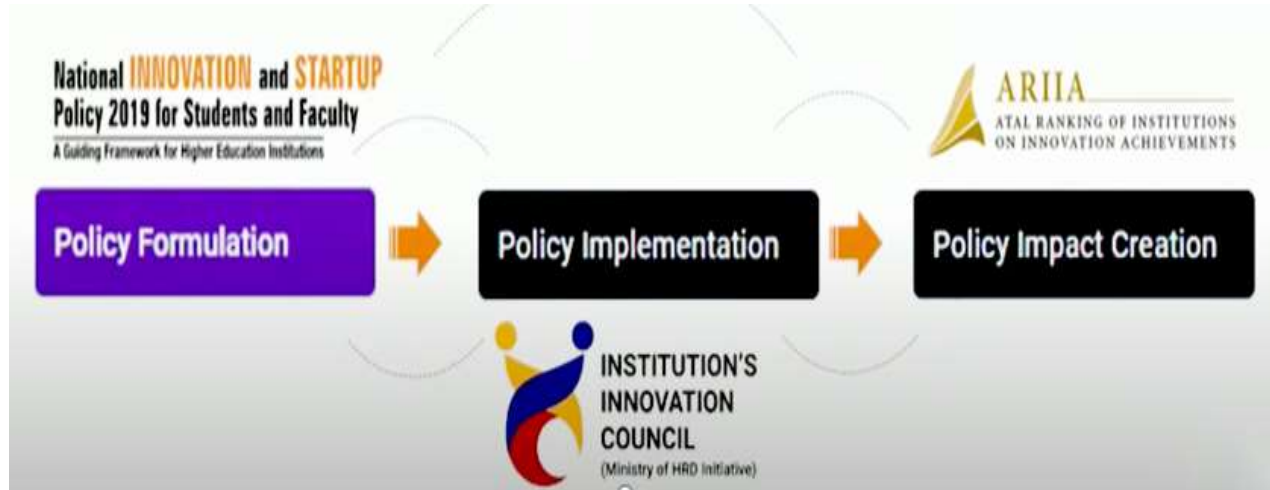 National INNOVATION and STARTUP
Policy 2019 for Students and Faculty
A Guiding Framework for Higher Education Institutions
ARIIA
ATAL RANKING OF INSTITUTIONS
ON INNOVATION ACHIEVEMENTS
Policy Formulation
Policy Implementation
Policy Impact Creation
INSTITUTION'S
INNOVATION
COUNCIL
(Ministry of HRD Initiative)